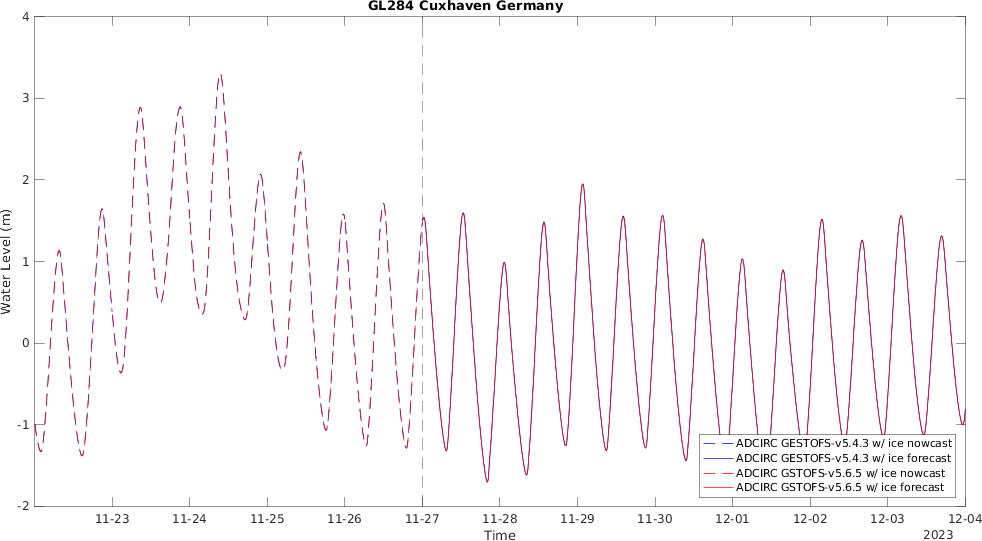 GL284 Cuxhaven Germany
4
3
2
1
0
-1
-2
Water Level (m)
11-23
11-24
11-25
11-26
11-27
11-28
11-29
11-30
12-01
12-02
12-03
12-04
Time
2023
ADCIRC GESTOFS-v5.4.3 w/ ice nowcast
ADCIRC GESTOFS-v5.4.3 w/ ice forecast
ADCIRC GSTOFS-v5.6.5 w/ ice nowcast
ADCIRC GSTOFS-v5.6.5 w/ ice forecast